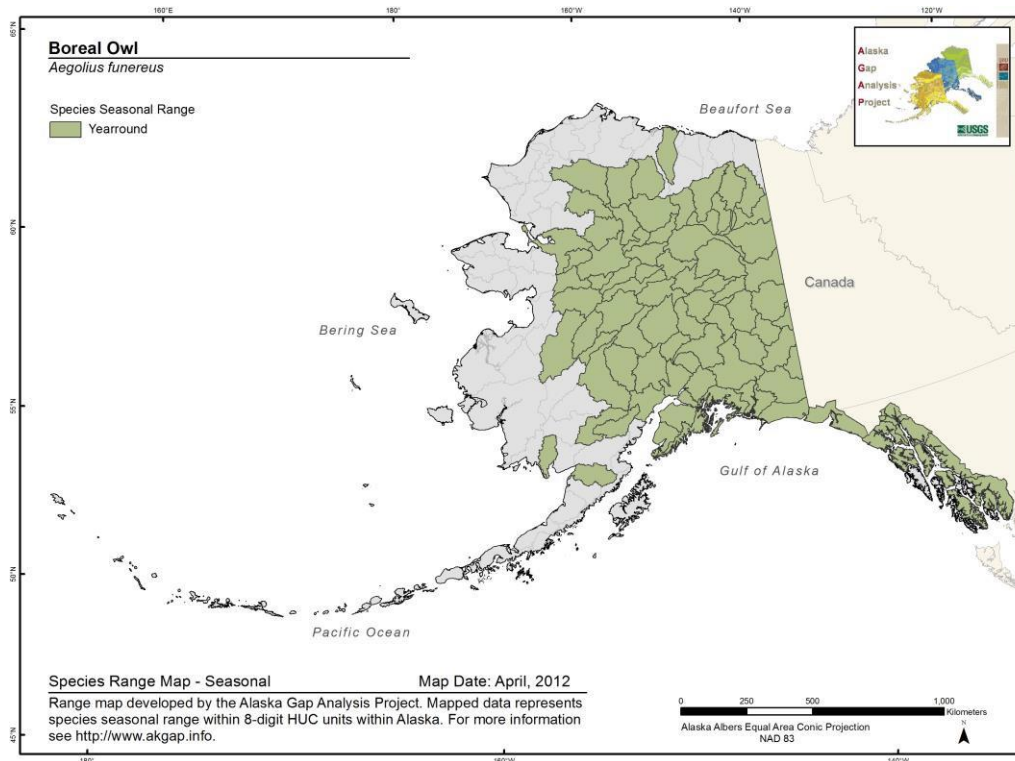 160°E 180° 160°W 140°W 120°W
65°N
60°N
55°N
50°N
45°N
Boreal Owl
Aegolius funereus
Species Seasonal Range
Yearround
Alaska
Gap
Analysis
Project
USGS
Beaufort Sea
Canada
Bering Sea
Gulf of Alaska
Pacific Ocean
Species Range Map - Seasonal Map Date: April, 2012
Range map developed by the Alaska Gap Analysis Project. Mapped data represents
species seasonal range within 8-digit HUC units within Alaska. For more information
see http://www.akgap.info.
0 250 500 1,000
Kilometers
Alaska Albers Equal Area Conic Projection
NAD 83
N
180° 160°W 140°W